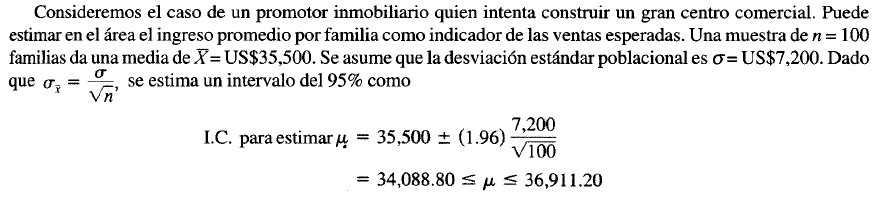 Consideremos el caso de un promotor inmobiliario quien intenta construir un gran centro comercial. Puede
estimar en el área el ingreso promedio por familia como indicador de las ventas esperadas. Una muestra de n = 100
familias da una media de X̄ = US$35,500. Se asume que la desviación estándar poblacional es σ = US$7,200. Dado
que σx̄ = σ/√n, se estima un intervalo del 95% como
I.C. para estimar μ = 35,500 ± (1.96) 7,200/√100
= 34,088.80 ≤ μ ≤ 36,911.20